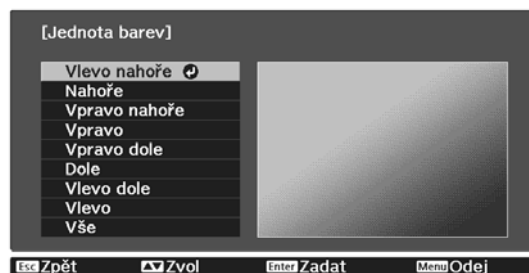 [Jednota barev]
Vlevo nahoře
Nahoře
Vpravo nahoře
Vpravo
Vpravo dole
Dole
Vlevo dole
Vlevo
Vše
Esc Zpět Zvol Enter Zadat Menu Odej